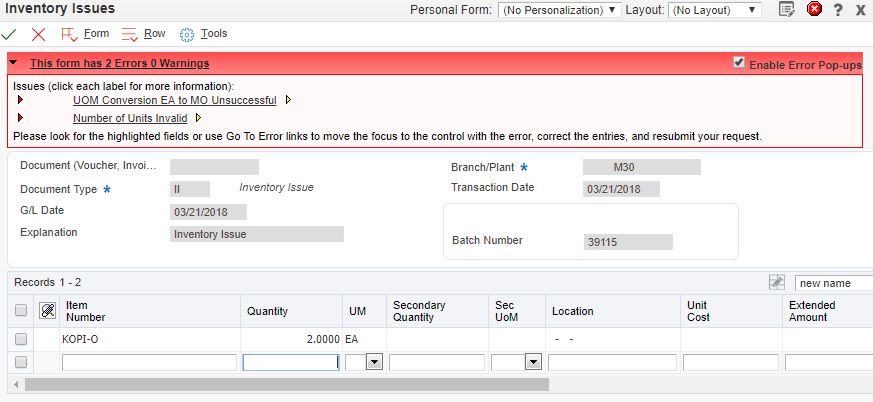 Inventory Issues
Personal Form: (No Personalization) Layout: (No Layout) ? x
Form Row Tools
This form has 2 Errors 0 Warnings
Enable Error Pop-ups
Issues (click each label for more information):
UOM Conversion EA to MO Unsuccessful
Number of Units Invalid
Please look for the highlighted fields or use Go To Error links to move the focus to the control with the error, correct the entries, and resubmit your request.
Document (Voucher, Invoi...
Branch/Plant * M30
Document Type * II Inventory Issue
Transaction Date 03/21/2018
G/L Date 03/21/2018
Explanation Inventory Issue
Batch Number 39115
Records 1 - 2
new name
Item Number Quantity UM Secondary Quantity Sec UoM Location Unit Cost Extended Amount
KOPI-O 2.0000 EA - -